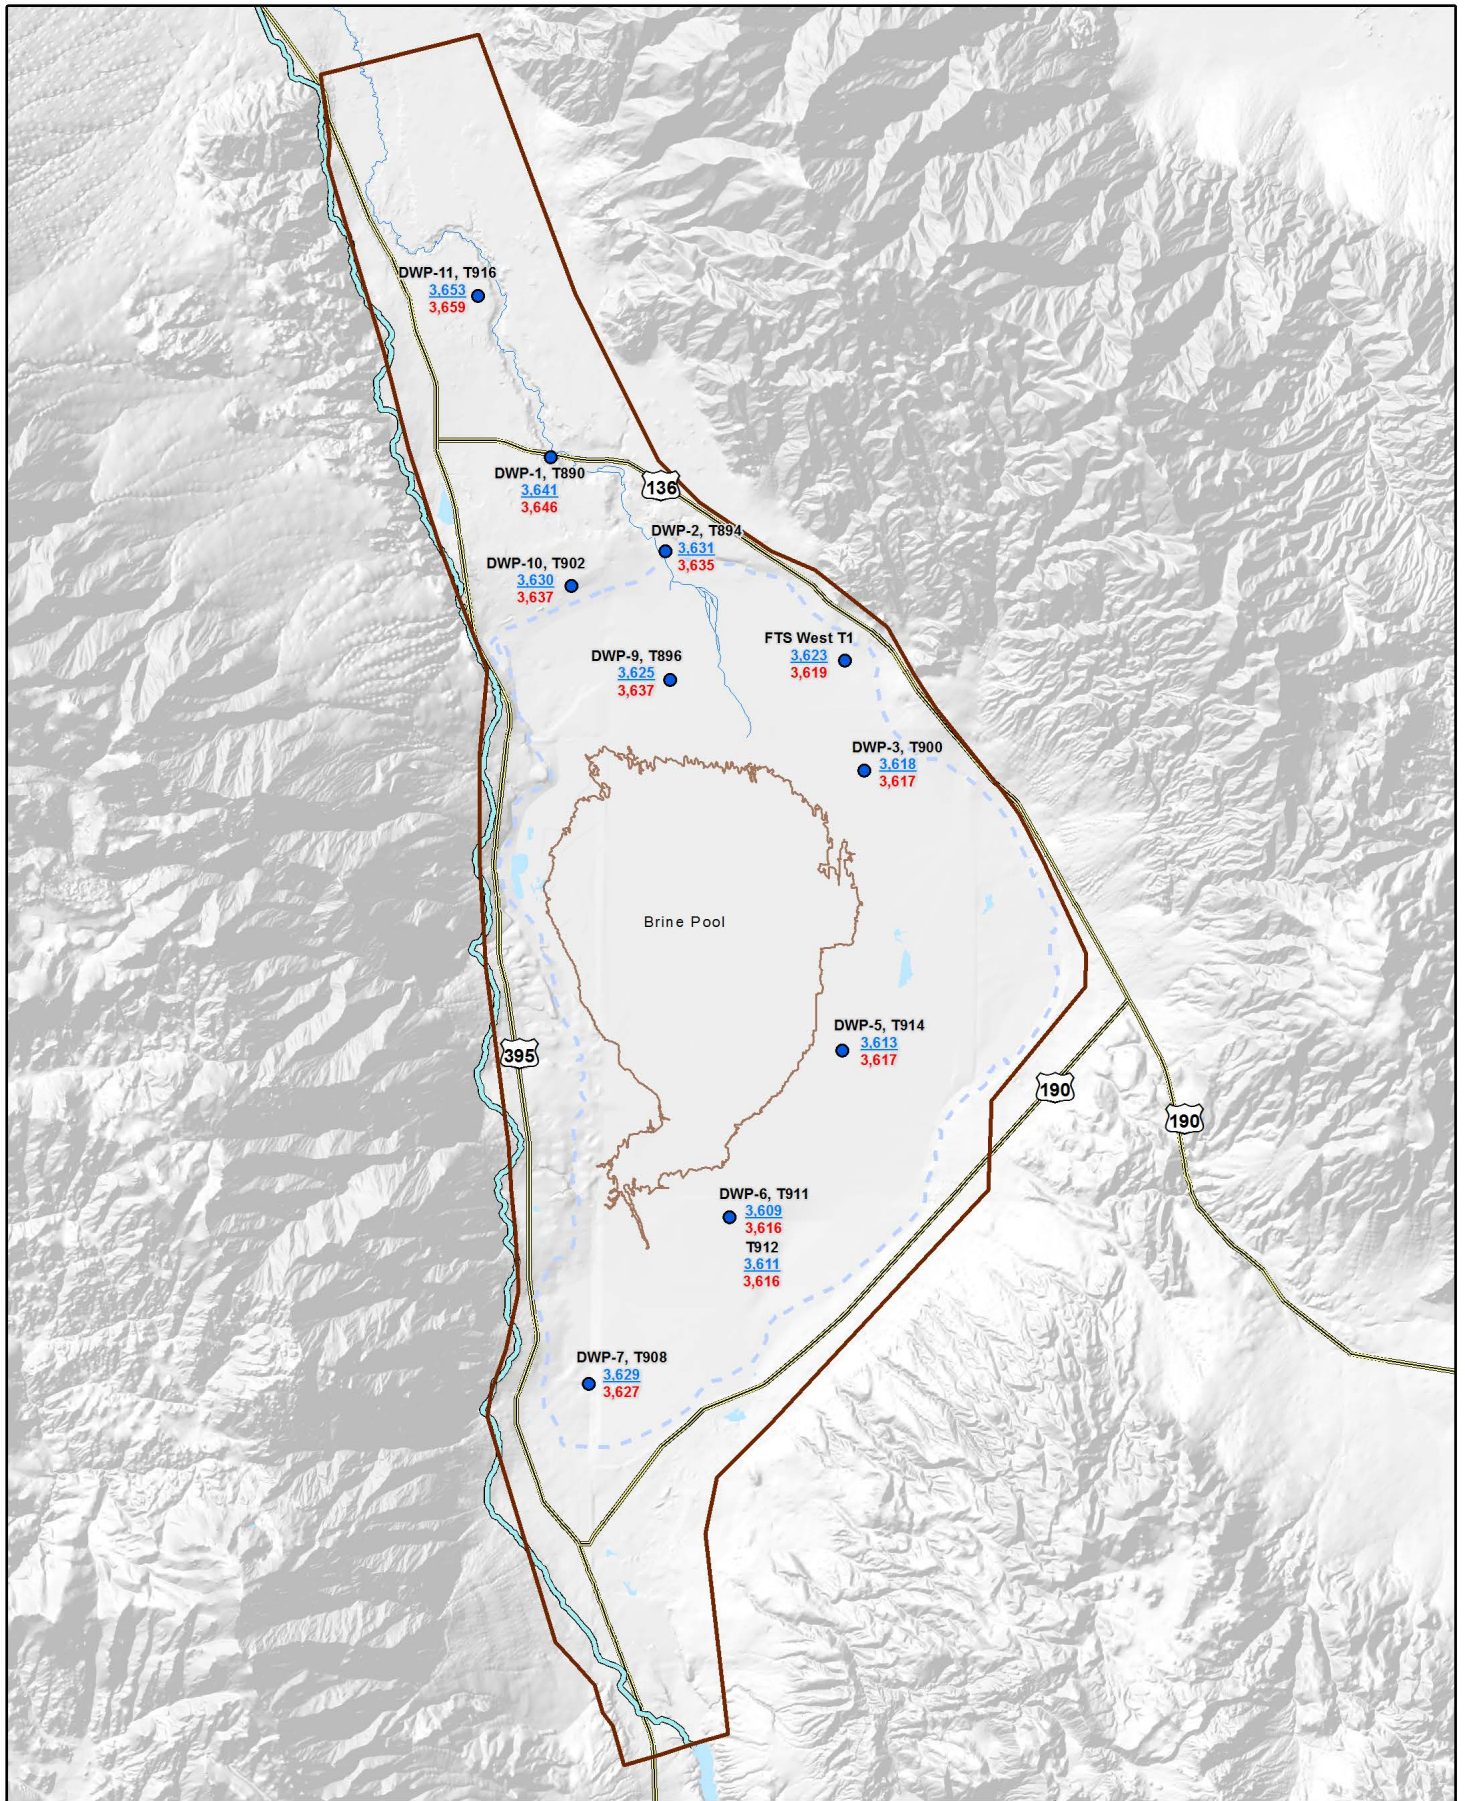 DWP-11, T916
3,653
3,659
DWP-1, T890
3,641
3,646
136
DWP-2, T894
3,631
3,635
DWP-10, T902
3,630
3,637
FTS West T1
3,623
3,619
DWP-9, T896
3,625
3,637
DWP-3, T900
3,618
3,617
Brine Pool
DWP-5, T914
3,613
3,617
395
190
190
DWP-6, T911
3,609
3,616
T912
3,611
3,616
DWP-7, T908
3,629
3,627